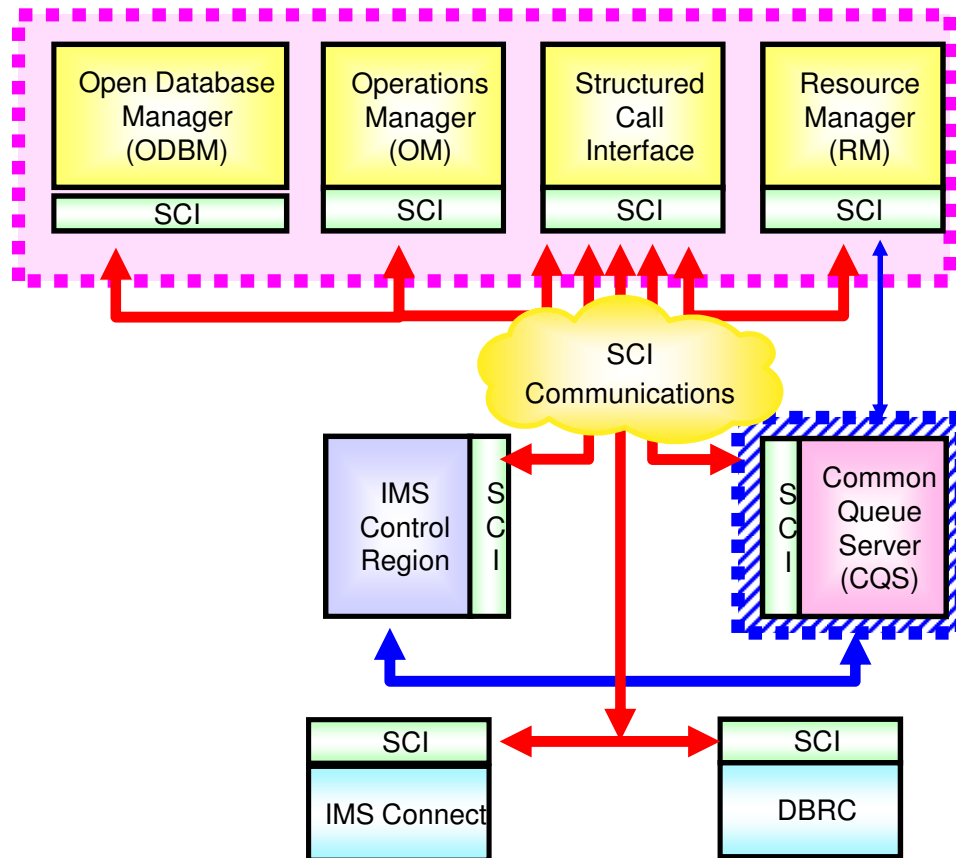 Open Database
Manager
(ODBM)
SCI
Operations
Manager
(OM)
SCI
Structured
Call
Interface
SCI
Resource
Manager
(RM)
SCI
SCI
Communications
IMS
Control
Region
S
C
I
S
C
I
Common
Queue
Server
(CQS)
SCI
IMS Connect
SCI
DBRC